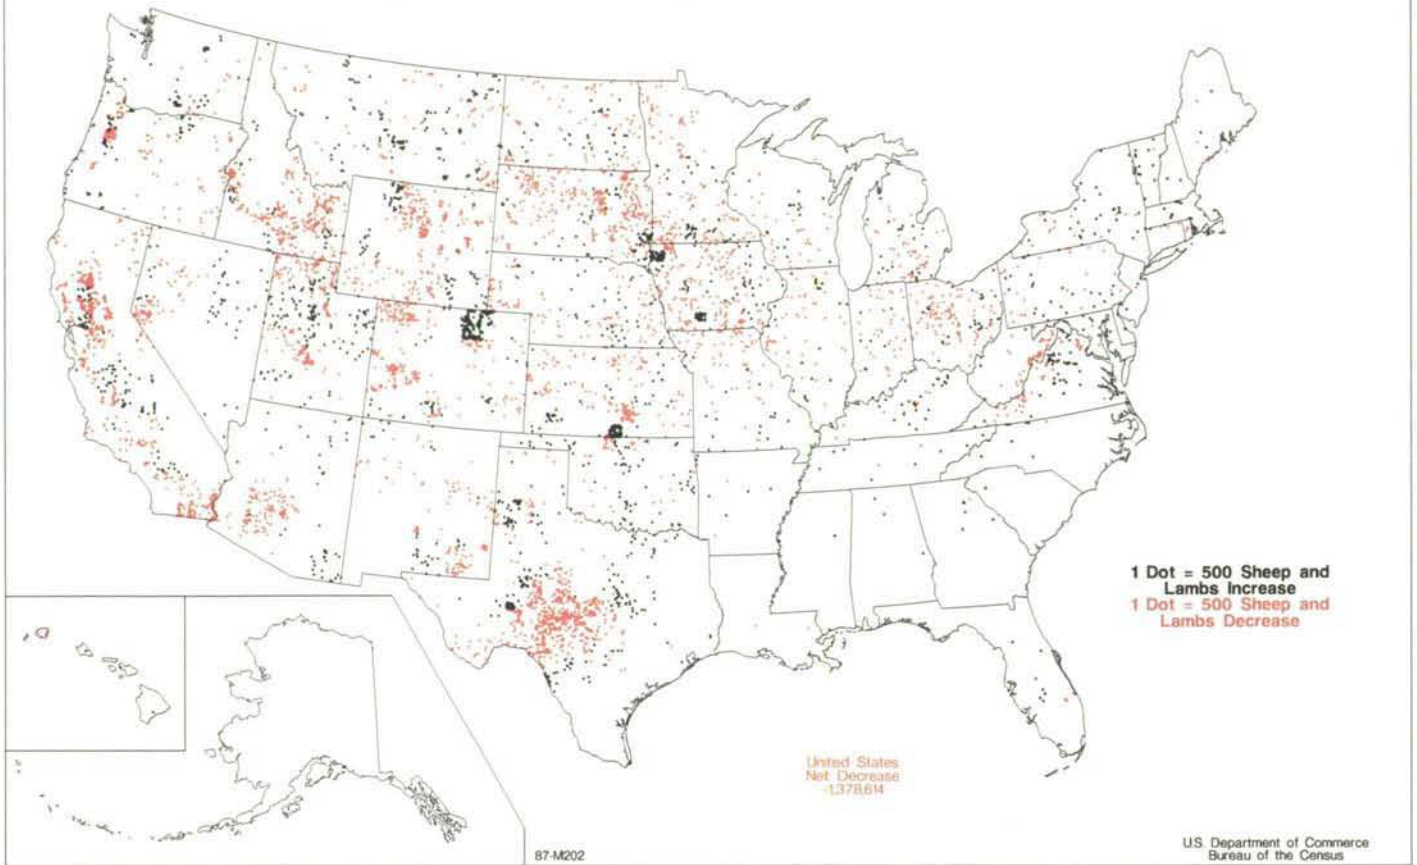 1 Dot = 500 Sheep and
Lambs Increase
1 Dot = 500 Sheep and
Lambs Decrease
United States
Net Decrease
-1,378,614
87-M202
U.S. Department of Commerce
Bureau of the Census